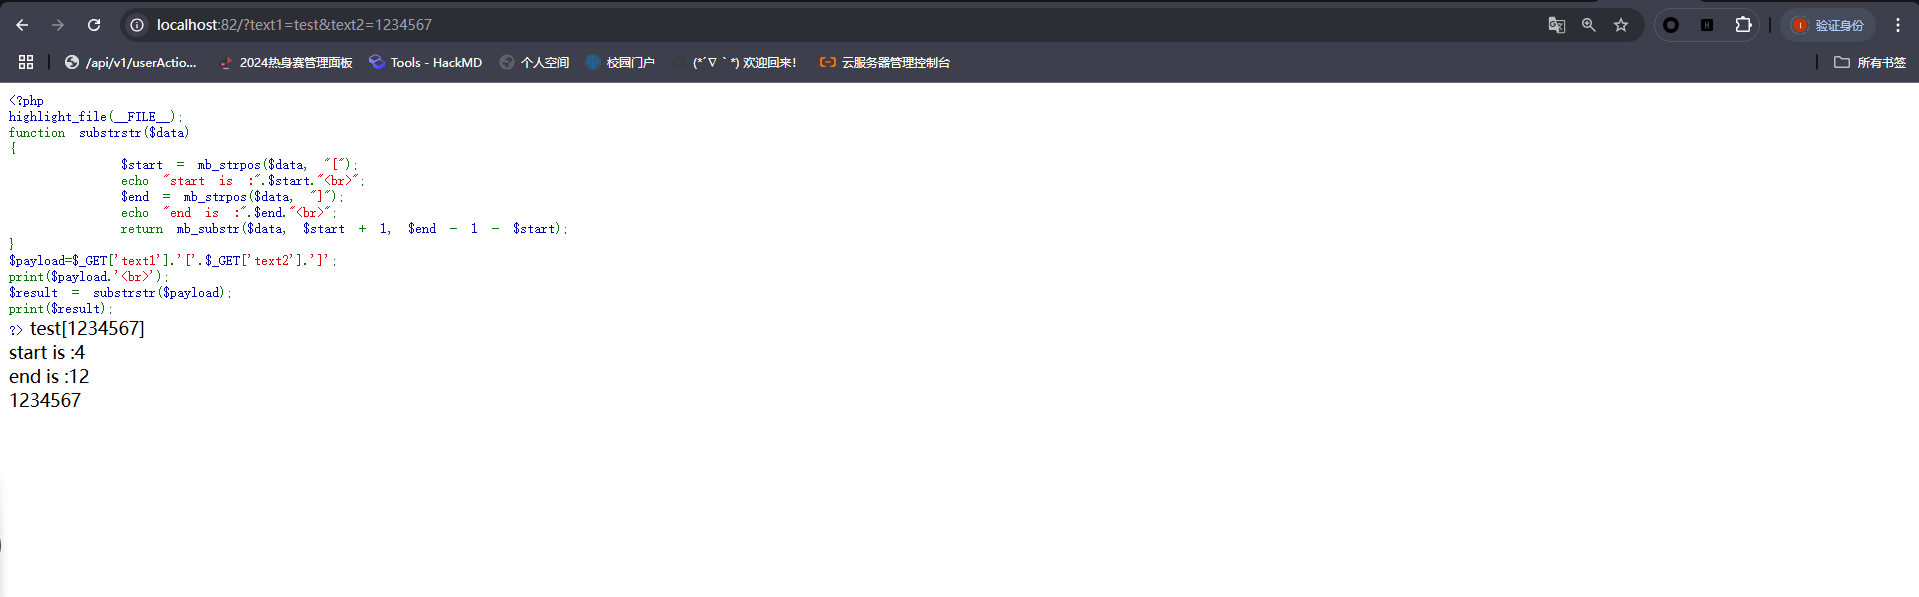 localhost:82/?text1=test&text2=1234567
验证身份
/api/v1/userActio...
2024热身赛管理面板
Tools - HackMD
个人空间
校园门户
(*´∇｀*) 欢迎回来!
云服务器管理控制台
所有书签
<?php
highlight_file(__FILE__);
function substrstr($data)
{
$start = mb_strpos($data, "[");
echo "start is :".$start."<br>";
$end = mb_strpos($data, "]");
echo "end is :".$end."<br>";
return mb_substr($data, $start + 1, $end - 1 - $start);
}
$payload=$_GET['text1'].'['.$_GET['text2'].']';
print($payload.'<br>');
$result = substrstr($payload);
print($result);
?> test[1234567]
start is :4
end is :12
1234567